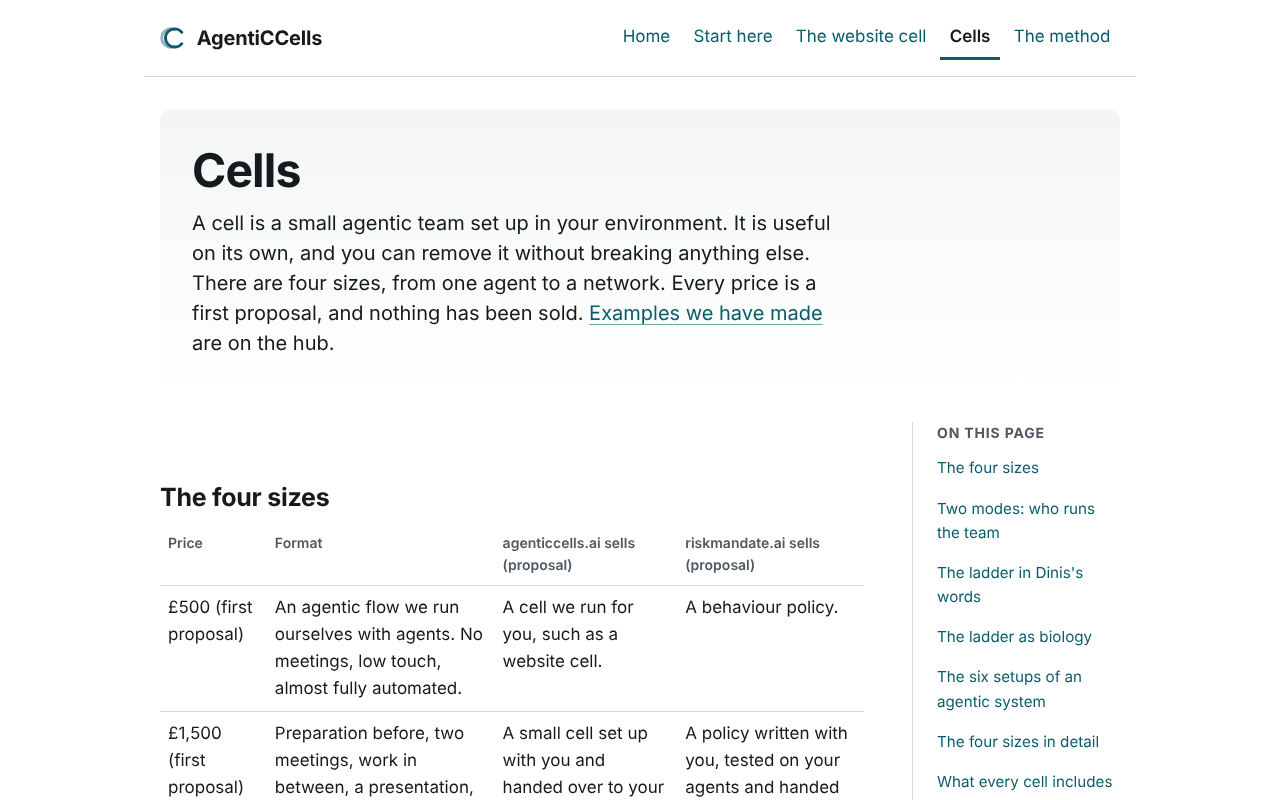 AgentiCCells
Home
Start here
The website cell
Cells
The method
Cells
A cell is a small agentic team set up in your environment. It is useful
on its own, and you can remove it without breaking anything else.
There are four sizes, from one agent to a network. Every price is a
first proposal, and nothing has been sold. Examples we have made
are on the hub.
The four sizes
Price
Format
agenticcells.ai sells
(proposal)
riskmandate.ai sells
(proposal)
£500 (first
proposal)
An agentic flow we run
ourselves with agents. No
meetings, low touch,
almost fully automated.
A cell we run for
you, such as a
website cell.
A behaviour policy.
£1,500
(first
proposal)
Preparation before, two
meetings, work in
between, a presentation,
A small cell set up
with you and
handed over to your
A policy written with
you, tested on your
agents and handed
ON THIS PAGE
The four sizes
Two modes: who runs
the team
The ladder in Dinis's
words
The ladder as biology
The six setups of an
agentic system
The four sizes in detail
What every cell includes